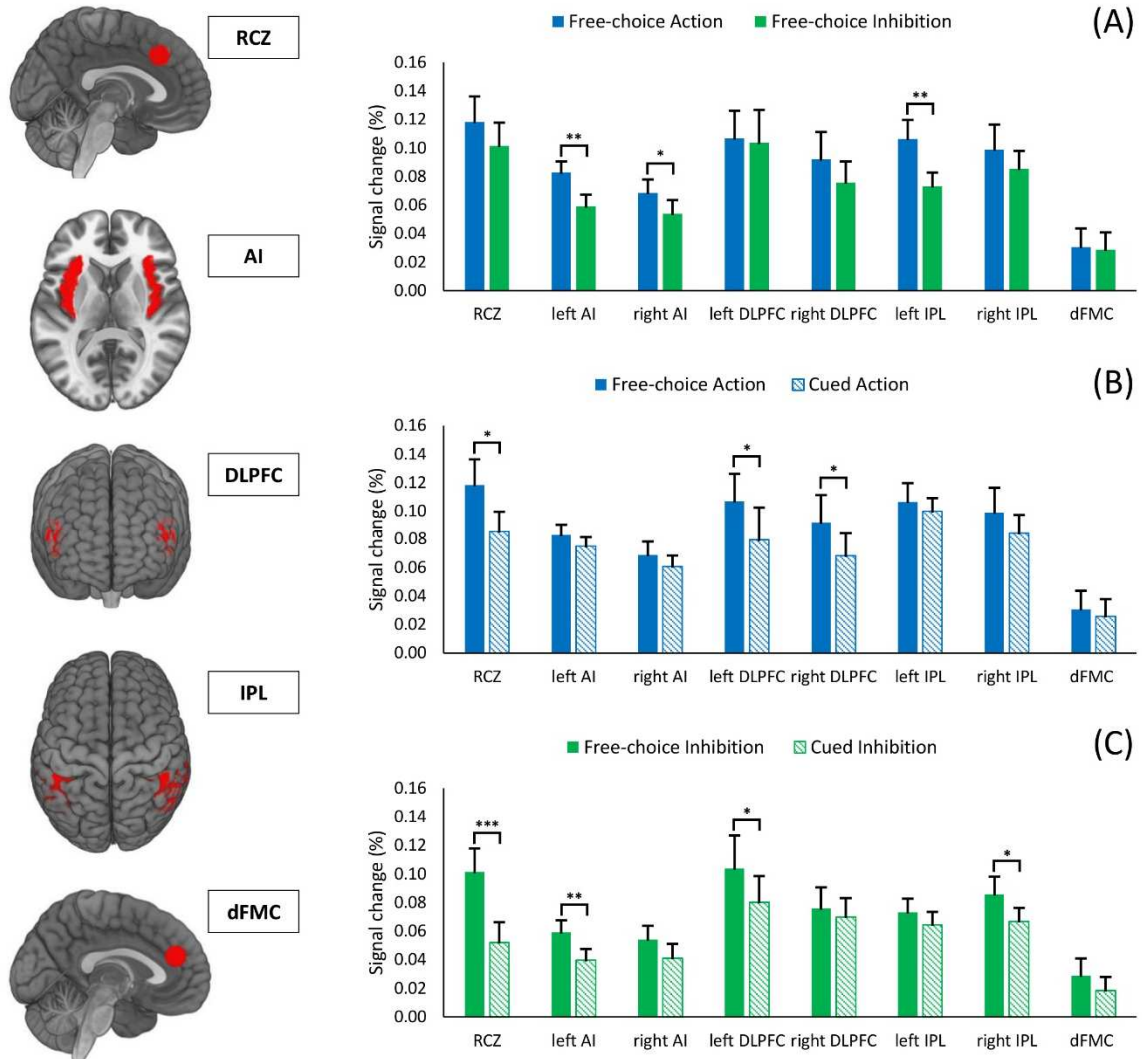 RCZ
AI
DLPFC
IPL
dFMC
Free-choice Action Free-choice Inhibition (A)
Signal change (%)
0.16
0.14
**
0.12
**
0.10
*
0.08
0.06
0.04
0.02
0.00
RCZ left AI right AI left DLPFC right DLPFC left IPL right IPL dFMC
Free-choice Action Cued Action (B)
Signal change (%)
0.16
*
0.14
*
0.12
*
0.10
0.08
0.06
0.04
0.02
0.00
RCZ left AI right AI left DLPFC right DLPFC left IPL right IPL dFMC
Free-choice Inhibition Cued Inhibition (C)
Signal change (%)
0.16
0.14
***
*
0.12
*
0.10
**
0.08
0.06
0.04
0.02
0.00
RCZ left AI right AI left DLPFC right DLPFC left IPL right IPL dFMC